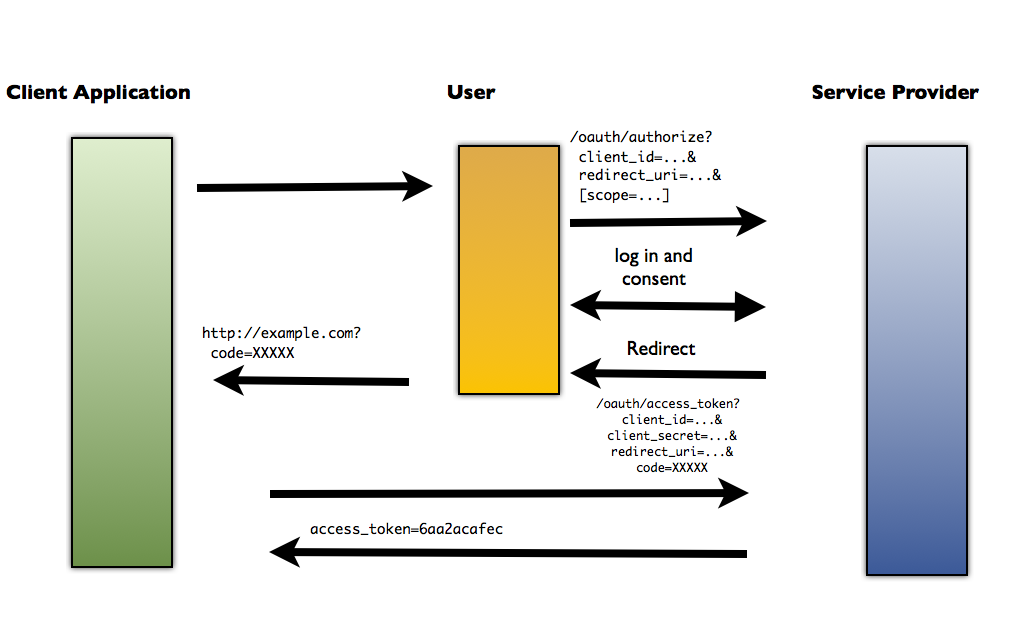 Client Application
User
Service Provider
/oauth/authorize?
client_id=...&
redirect_uri=...&
[scope=...]
log in and
consent
http://example.com?
code=XXXXX
Redirect
/oauth/access_token?
client_id=...&
client_secret=...&
redirect_uri=...&
code=XXXXX
access_token=6aa2acafec